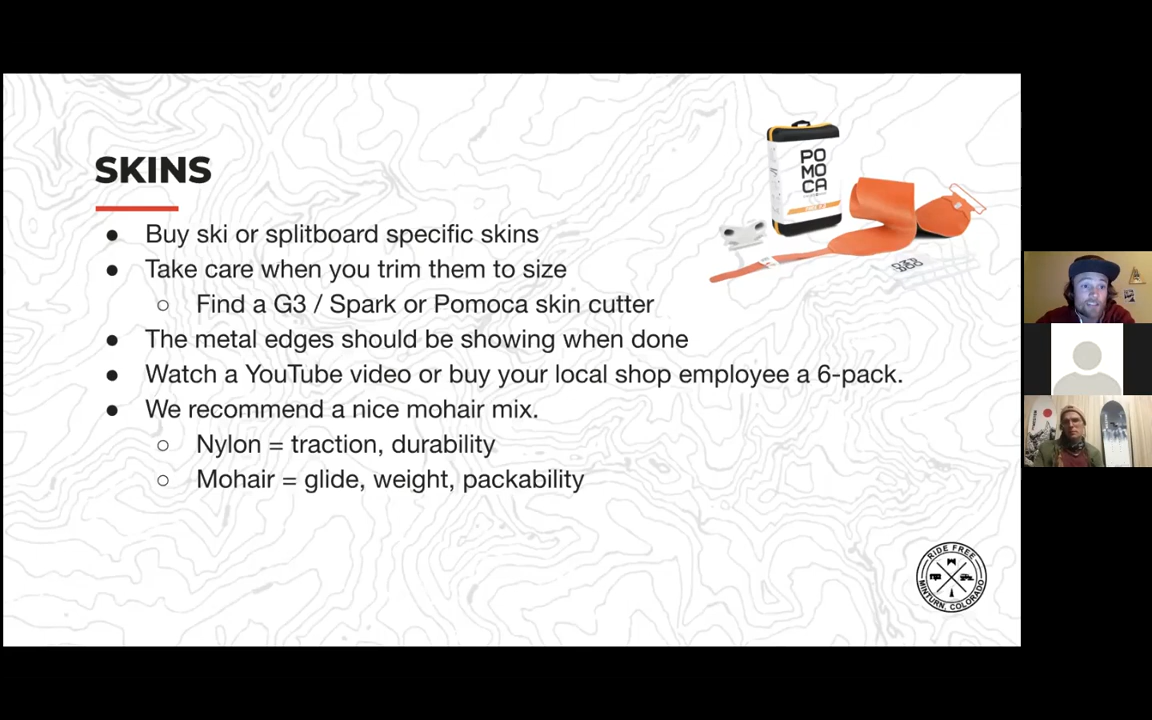 SKINS
Buy ski or splitboard specific skins
Take care when you trim them to size
Find a G3 / Spark or Pomoca skin cutter
The metal edges should be showing when done
Watch a YouTube video or buy your local shop employee a 6-pack.
We recommend a nice mohair mix.
Nylon = traction, durability
Mohair = glide, weight, packability
PO
MO
CA
RIDE FREE
MINTURN, COLORADO